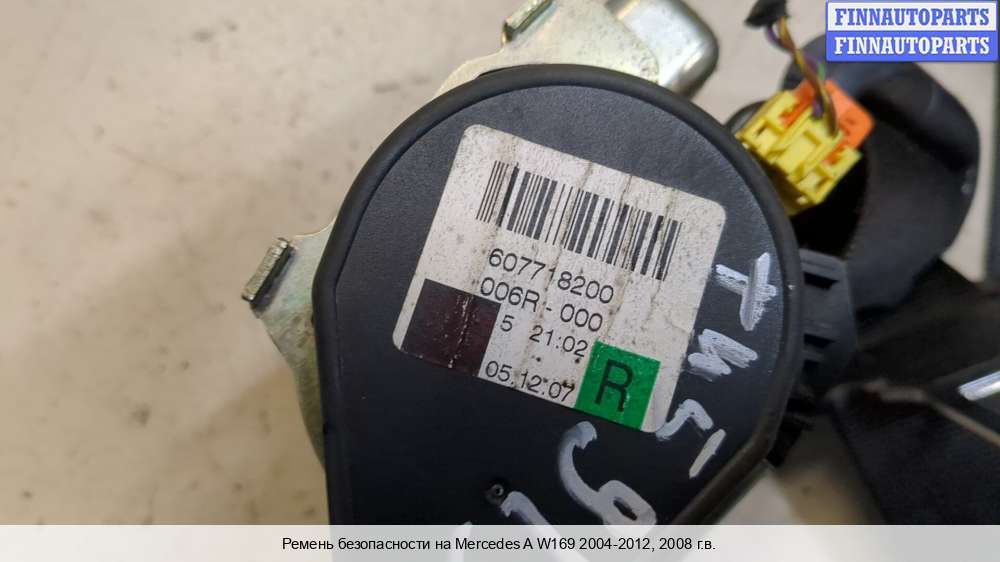 FINNAUTOPARTS
FINNAUTOPARTS
607718200
006R-000
5 21:02
05.12.07
R
Ремень безопасности на Mercedes A W169 2004-2012, 2008 г.в.